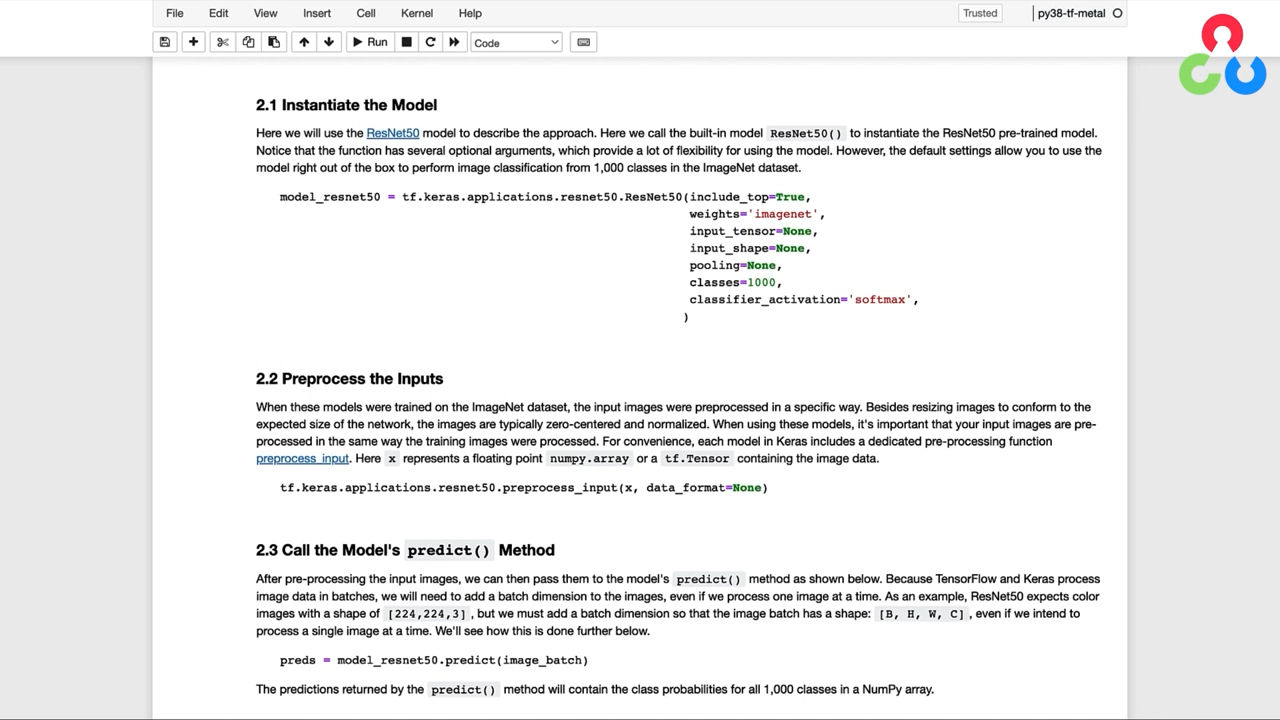 File Edit View Insert Cell Kernel Help Trusted py38-tf-metal
Run Code
2.1 Instantiate the Model
Here we will use the ResNet50 model to describe the approach. Here we call the built-in model ResNet50() to instantiate the ResNet50 pre-trained model.
Notice that the function has several optional arguments, which provide a lot of flexibility for using the model. However, the default settings allow you to use the
model right out of the box to perform image classification from 1,000 classes in the ImageNet dataset.
model_resnet50 = tf.keras.applications.resnet50.ResNet50(include_top=True,
weights='imagenet',
input_tensor=None,
input_shape=None,
pooling=None,
classes=1000,
classifier_activation='softmax',
)
2.2 Preprocess the Inputs
When these models were trained on the ImageNet dataset, the input images were preprocessed in a specific way. Besides resizing images to conform to the
expected size of the network, the images are typically zero-centered and normalized. When using these models, it's important that your input images are pre-
processed in the same way the training images were processed. For convenience, each model in Keras includes a dedicated pre-processing function
preprocess_input. Here x represents a floating point numpy.array or a tf.Tensor containing the image data.
tf.keras.applications.resnet50.preprocess_input(x, data_format=None)
2.3 Call the Model's predict() Method
After pre-processing the input images, we can then pass them to the model's predict() method as shown below. Because TensorFlow and Keras process
image data in batches, we will need to add a batch dimension to the images, even if we process one image at a time. As an example, ResNet50 expects color
images with a shape of [224,224,3], but we must add a batch dimension so that the image batch has a shape: [B, H, W, C], even if we intend to
process a single image at a time. We'll see how this is done further below.
preds = model_resnet50.predict(image_batch)
The predictions returned by the predict() method will contain the class probabilities for all 1,000 classes in a NumPy array.